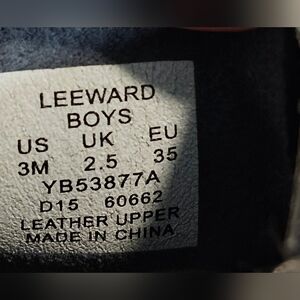 LEEWARD
BOYS
US UK EU
3M 2.5 35
YB53877A
D15 60662
LEATHER UPPER
MADE IN CHINA